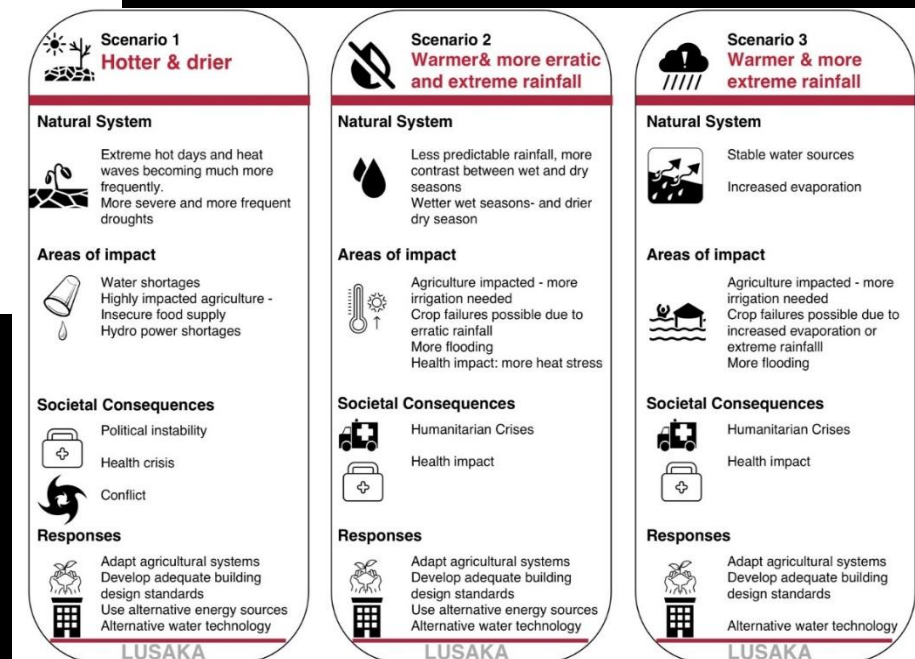 Scenario 1
Hotter & drier
Natural System
Extreme hot days and heat
waves becoming much more
frequently.
More severe and more frequent
droughts
Areas of impact
Water shortages
Highly impacted agriculture -
Insecure food supply
Hydro power shortages
Societal Consequences
Political instability
Health crisis
Conflict
Responses
Adapt agricultural systems
Develop adequate building
design standards
Use alternative energy sources
Alternative water technology
LUSAKA
Scenario 2
Warmer& more erratic
and extreme rainfall
Natural System
Less predictable rainfall, more
contrast between wet and dry
seasons
Wetter wet seasons- and drier
dry season
Areas of impact
Agriculture impacted - more
irrigation needed
Crop failures possible due to
erratic rainfall
More flooding
Health impact: more heat stress
Societal Consequences
Humanitarian Crises
Health impact
Responses
Adapt agricultural systems
Develop adequate building
design standards
Use alternative energy sources
Alternative water technology
LUSAKA
Scenario 3
Warmer & more
extreme rainfall
Natural System
Stable water sources
Increased evaporation
Areas of impact
Agriculture impacted - more
irrigation needed
Crop failures possible due to
increased evaporation or
extreme rainfalll
More flooding
Societal Consequences
Humanitarian Crises
Health impact
Responses
Adapt agricultural systems
Develop adequate building
design standards
Alternative water technology
LUSAKA